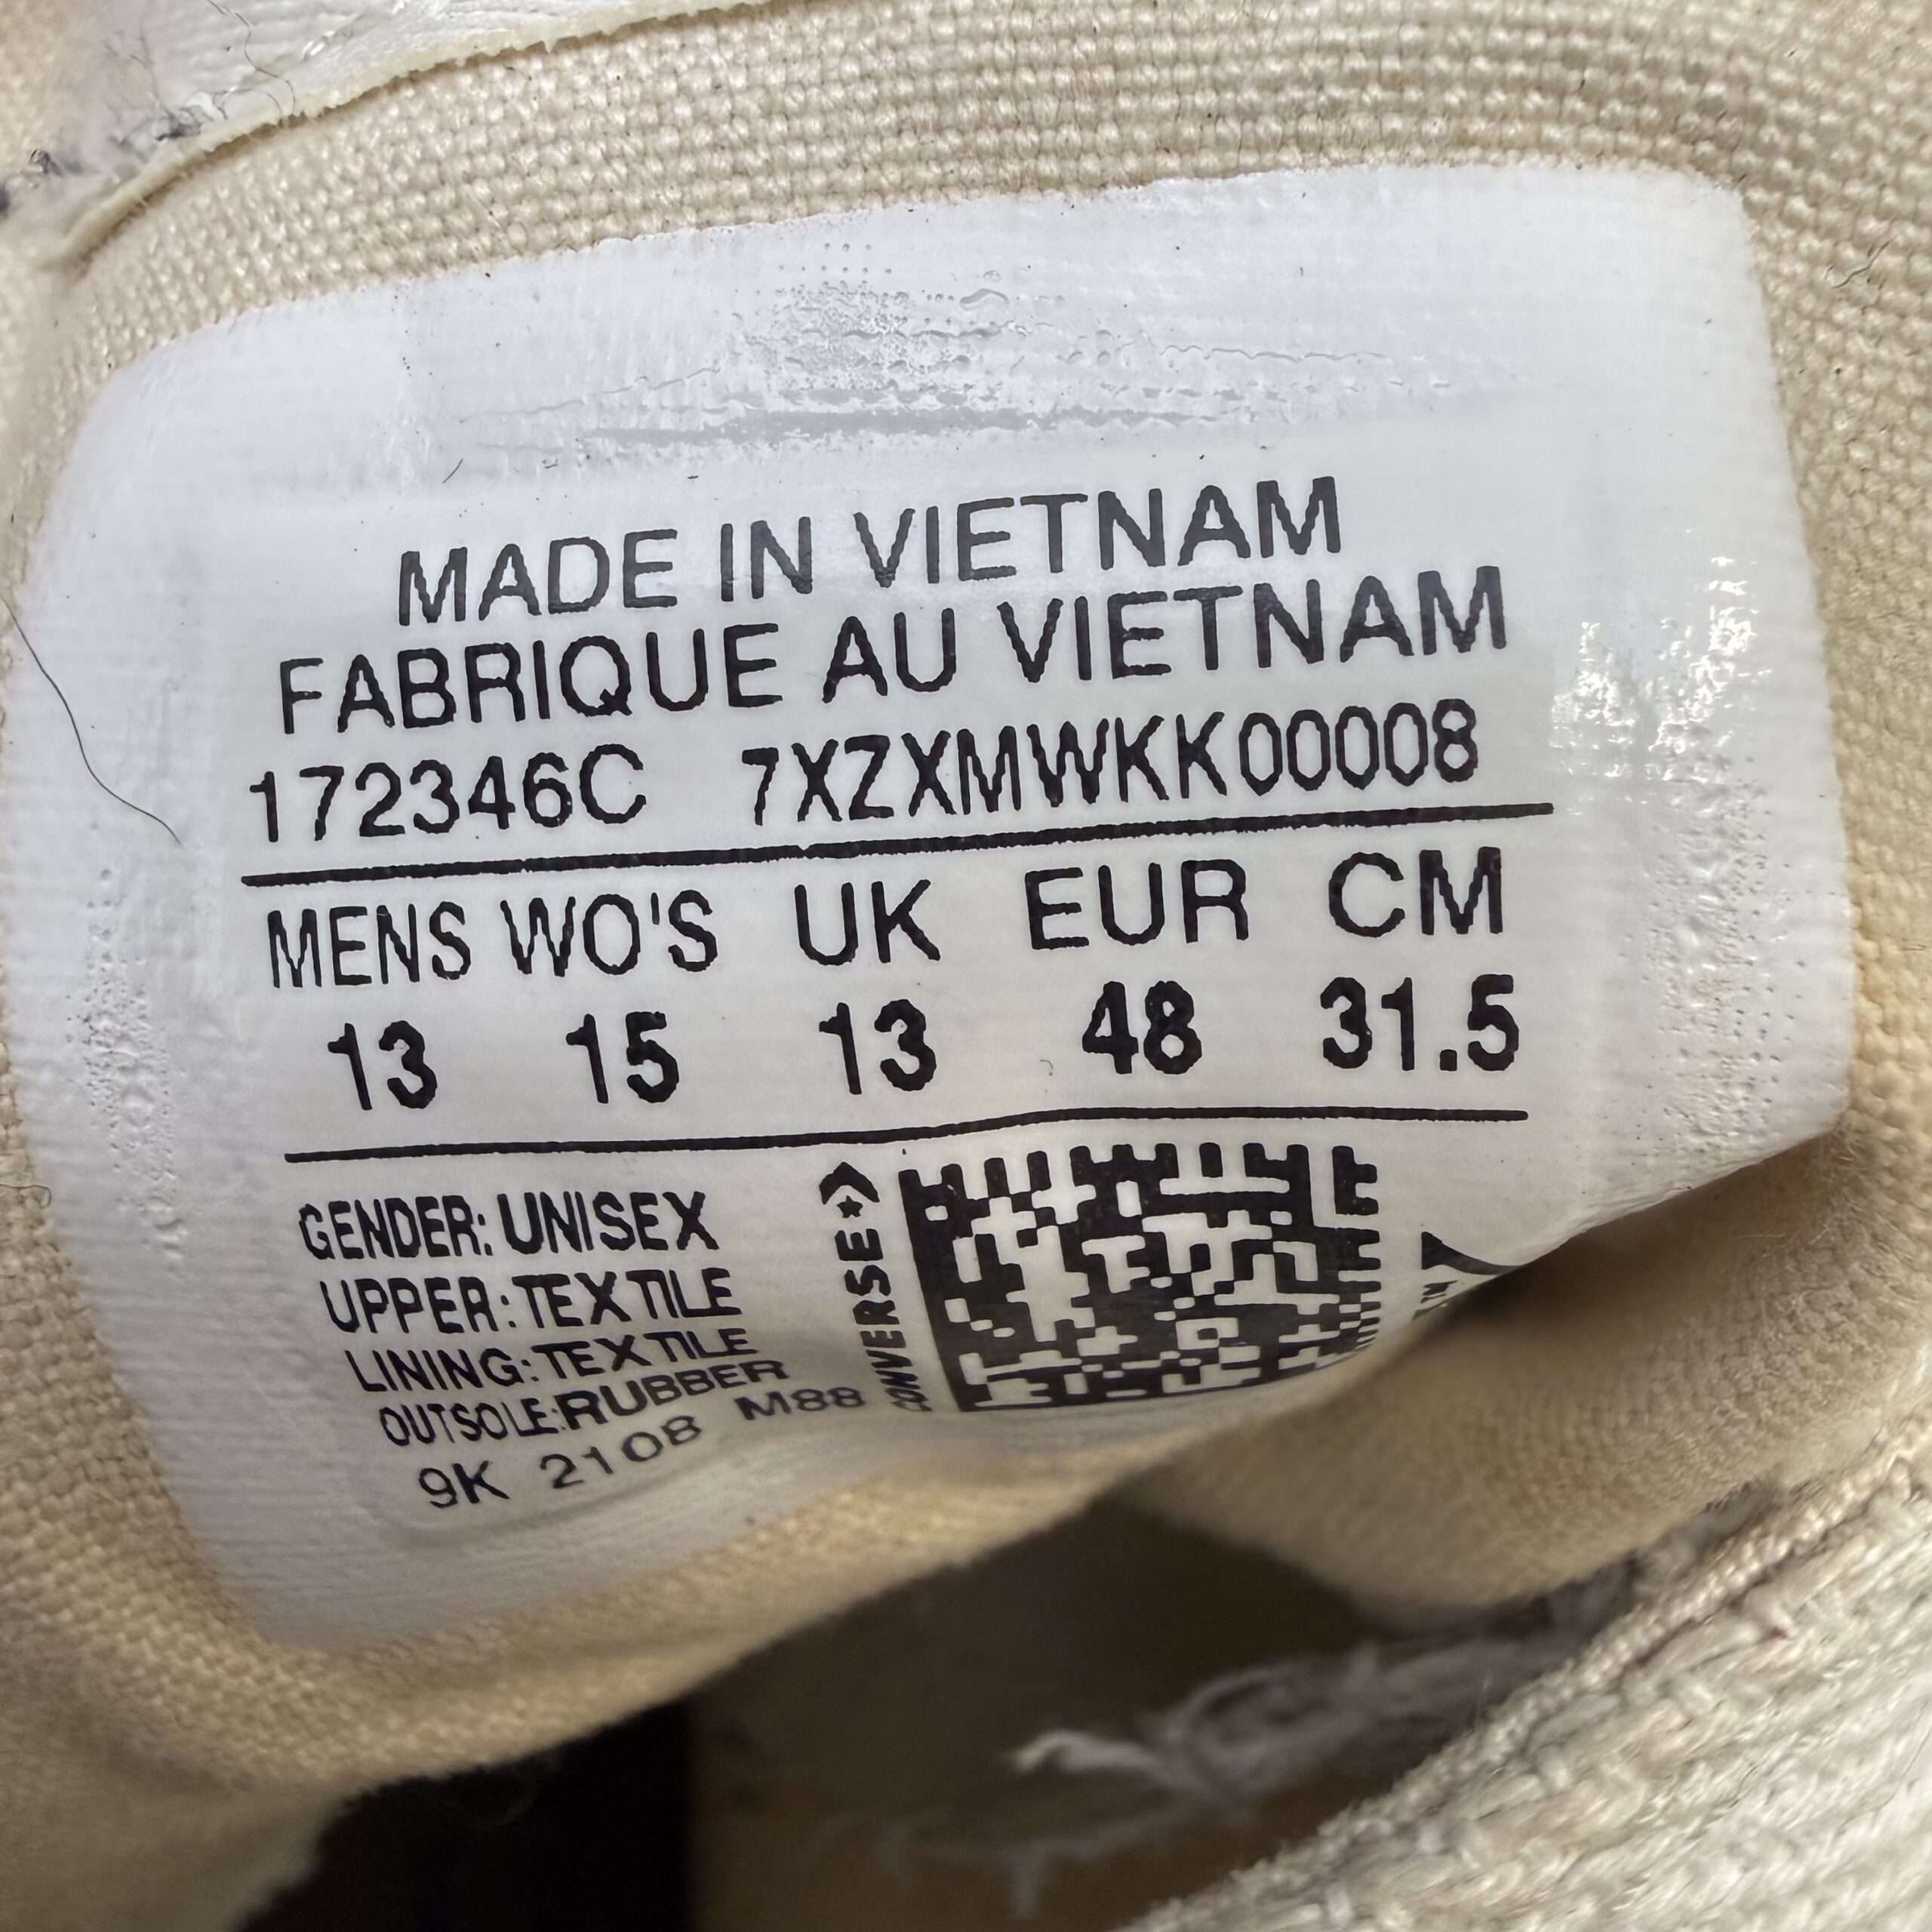 MADE IN VIETNAM
FABRIQUE AU VIETNAM
172346C 7XZXMWKK00008
MENS WO'S UK EUR CM
13 15 13 48 31.5
GENDER: UNISEX
UPPER: TEXTILE
LINING: TEXTILE
OUTSOLE: RUBBER
9K 2108 M88
CONVERSE
TM